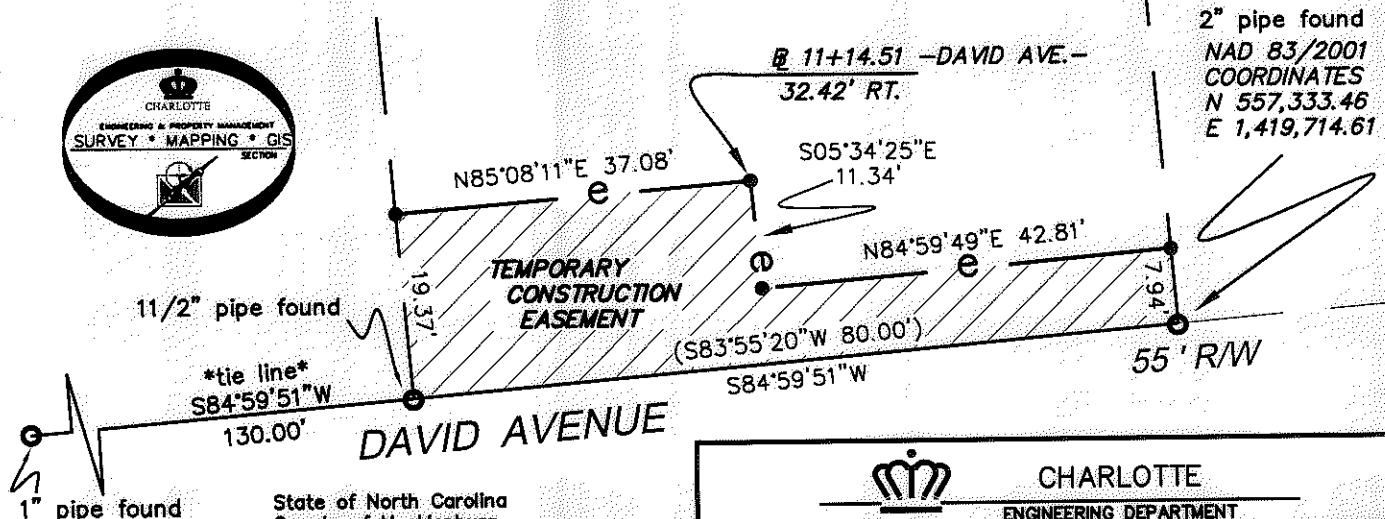 CHARLOTTE
ENGINEERING & PROPERTY MANAGEMENT
SURVEY * MAPPING * GIS
SECTION
11+14.51 -DAVID AVE.-
32.42' RT.
2" pipe found
NAD 83/2001
COORDINATES
N 557,333.46
E 1,419,714.61
N85°08'11"E 37.08'
e
S05°34'25"E
11.34'
e
N84°59'49"E 42.81'
e
19.37'
7.94'
TEMPORARY
CONSTRUCTION
EASEMENT
11/2" pipe found
(S83°55'20"W 80.00')
S84°59'51"W
55' R/W
*tie line*
S84°59'51"W
130.00'
DAVID AVENUE
1" pipe found
State of North Carolina
CHARLOTTE
ENGINEERING DEPARTMENT